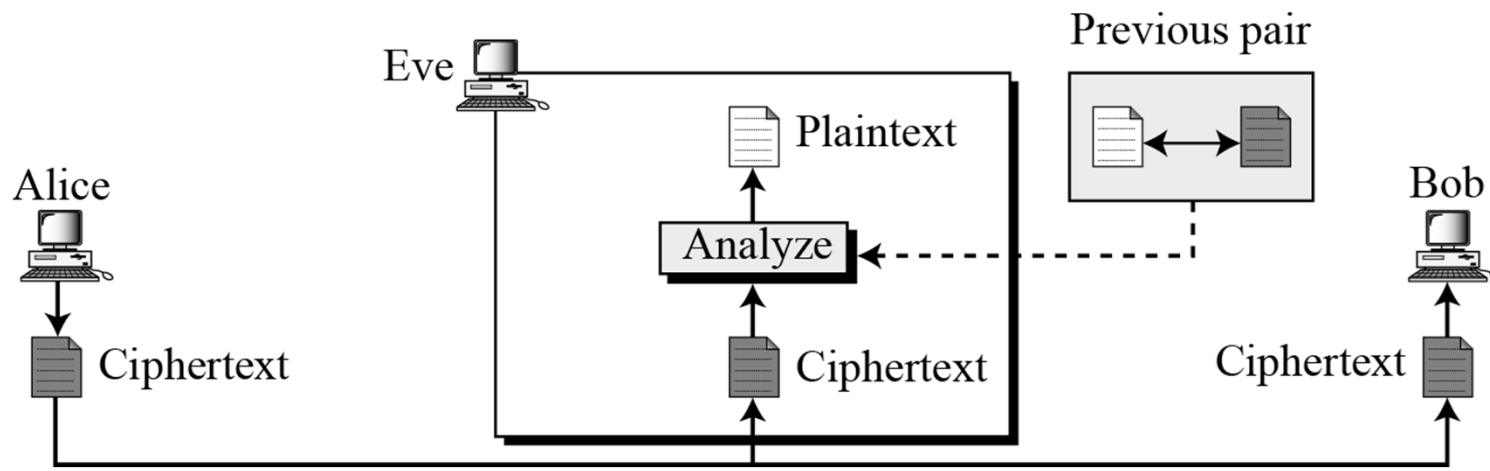 Previous pair
Eve
Plaintext
Alice
Bob
Analyze
Ciphertext
Ciphertext
Ciphertext